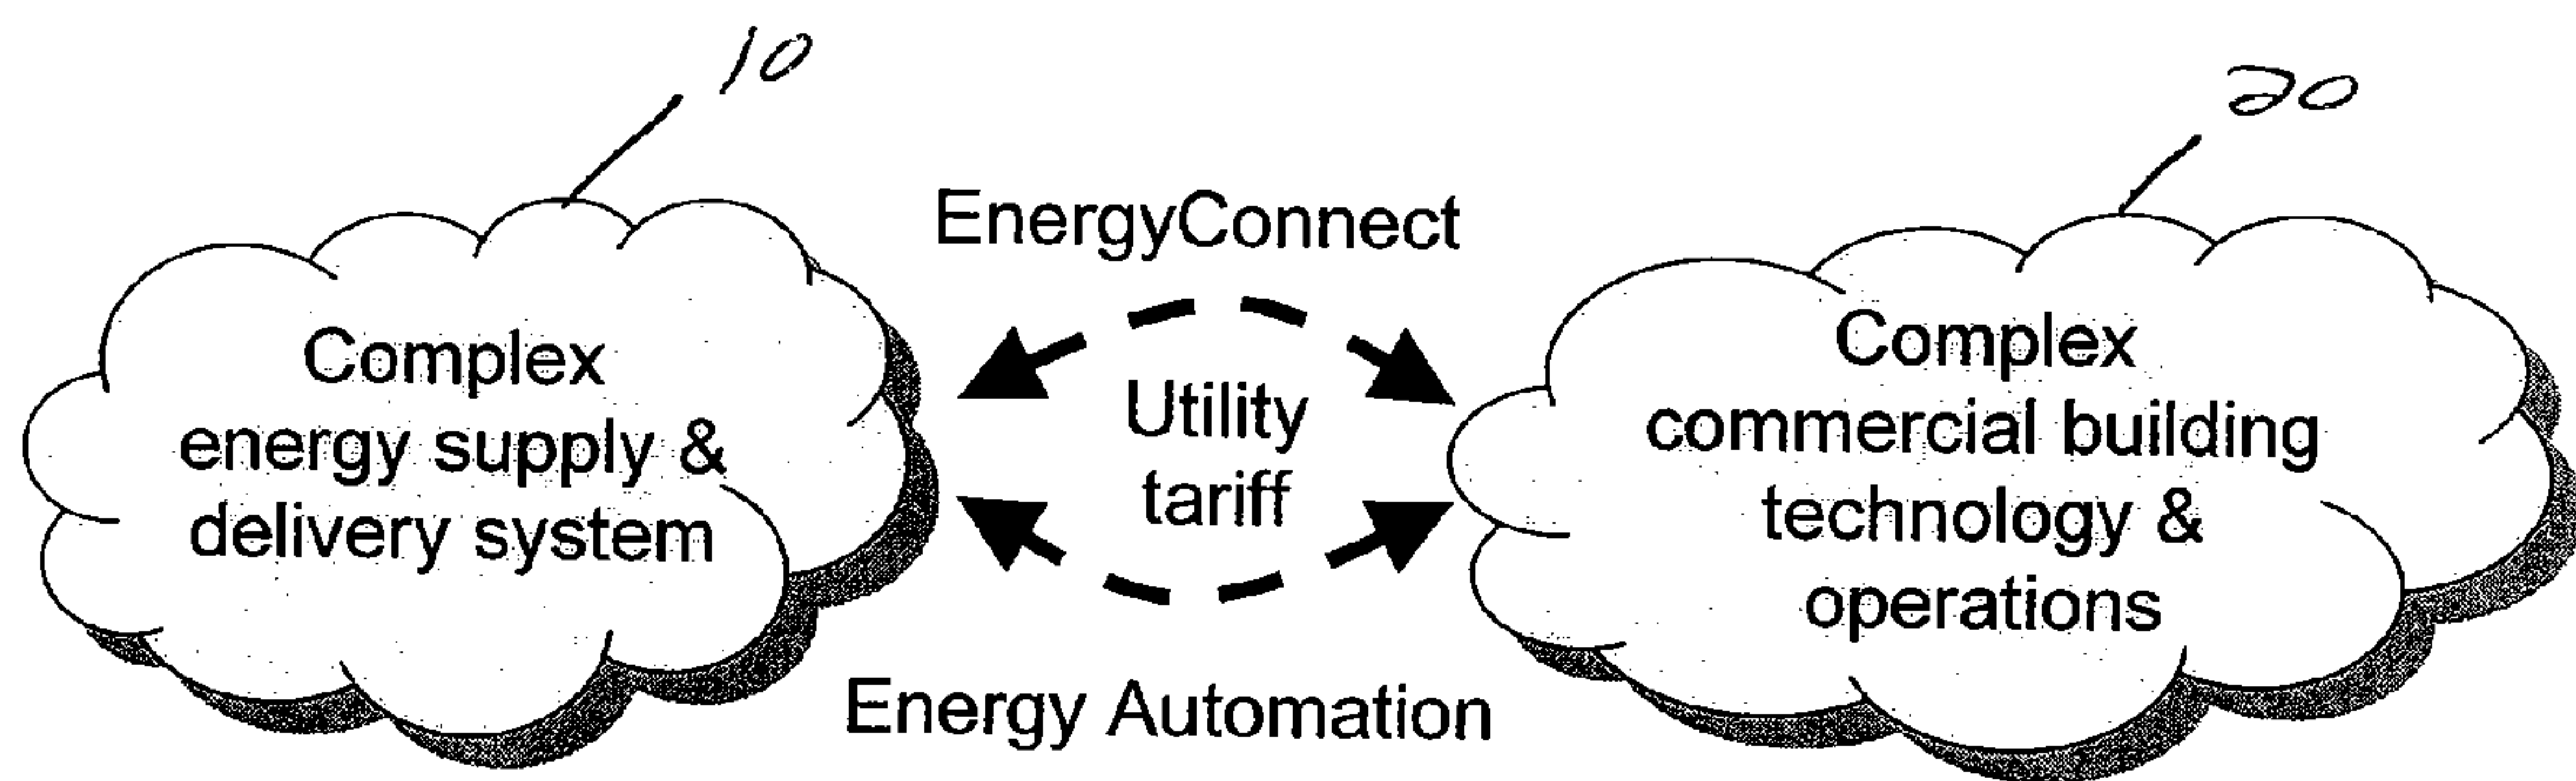 10
20
EnergyConnect
Complex
energy supply &
delivery system
Utility
tariff
Complex
commercial building
technology &
operations
Energy Automation